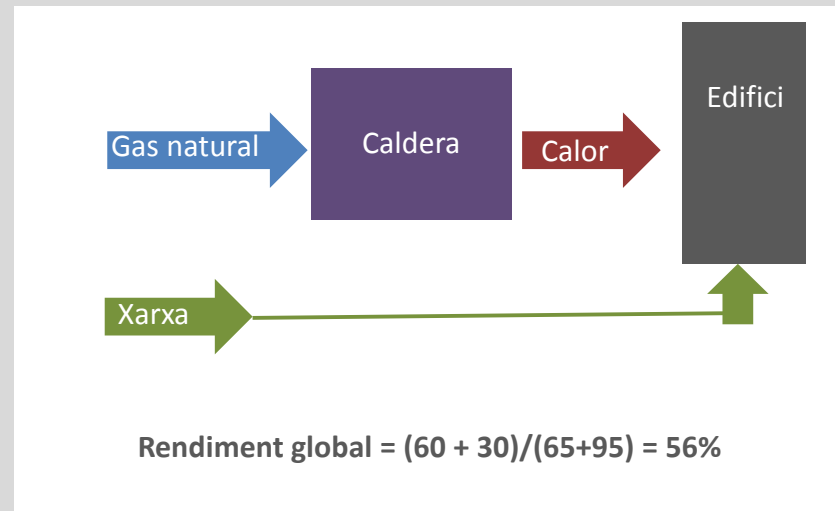 Edifici
Gas natural
Caldera
Calor
Xarxa
Rendiment global = (60 + 30)/(65+95) = 56%